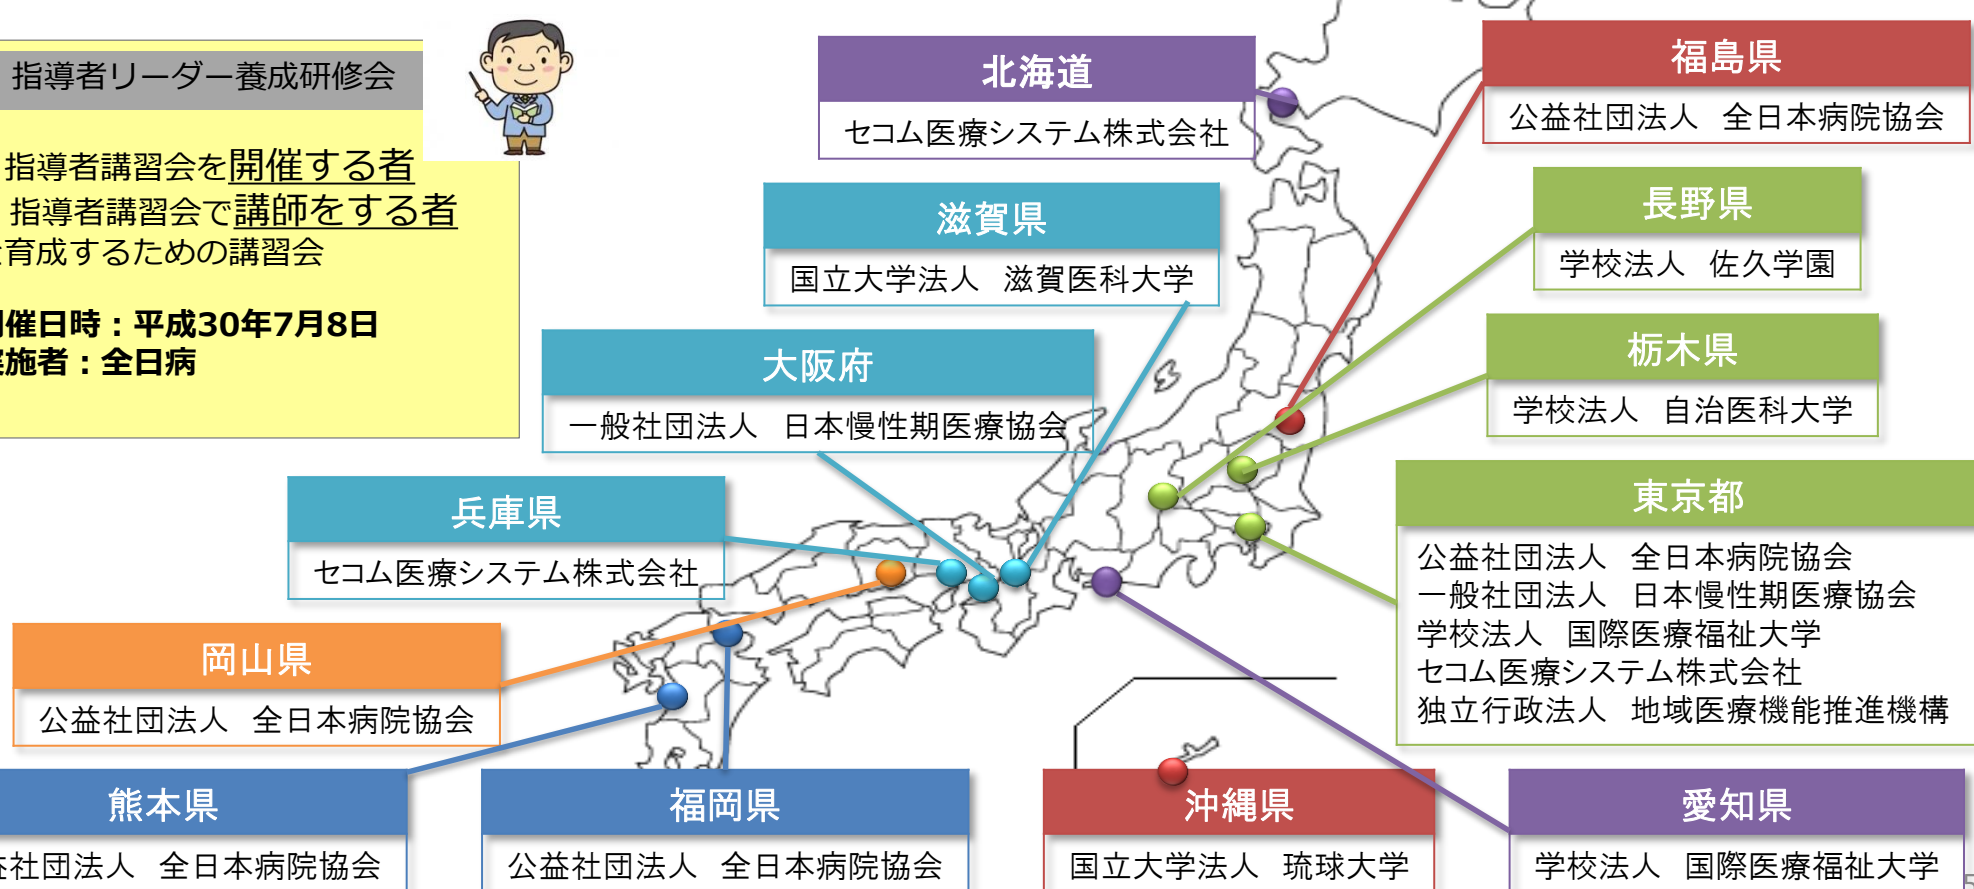 指導者リーダー養成研修会
指導者講習会を開催する者
指導者講習会で講師をする者
育成するための講習会
催日時：平成30年7月8日
施者：全日病
北海道
セコム医療システム株式会社
福島県
公益社団法人 全日本病院協会
滋賀県
国立大学法人 滋賀医科大学
長野県
学校法人 佐久学園
大阪府
一般社団法人 日本慢性期医療協会
栃木県
学校法人 自治医科大学
兵庫県
セコム医療システム株式会社
東京都
公益社団法人 全日本病院協会
一般社団法人 日本慢性期医療協会
学校法人 国際医療福祉大学
セコム医療システム株式会社
独立行政法人 地域医療機能推進機構
岡山県
公益社団法人 全日本病院協会
熊本県
益社団法人 全日本病院協会
福岡県
公益社団法人 全日本病院協会
沖縄県
国立大学法人 琉球大学
愛知県
学校法人 国際医療福祉大学